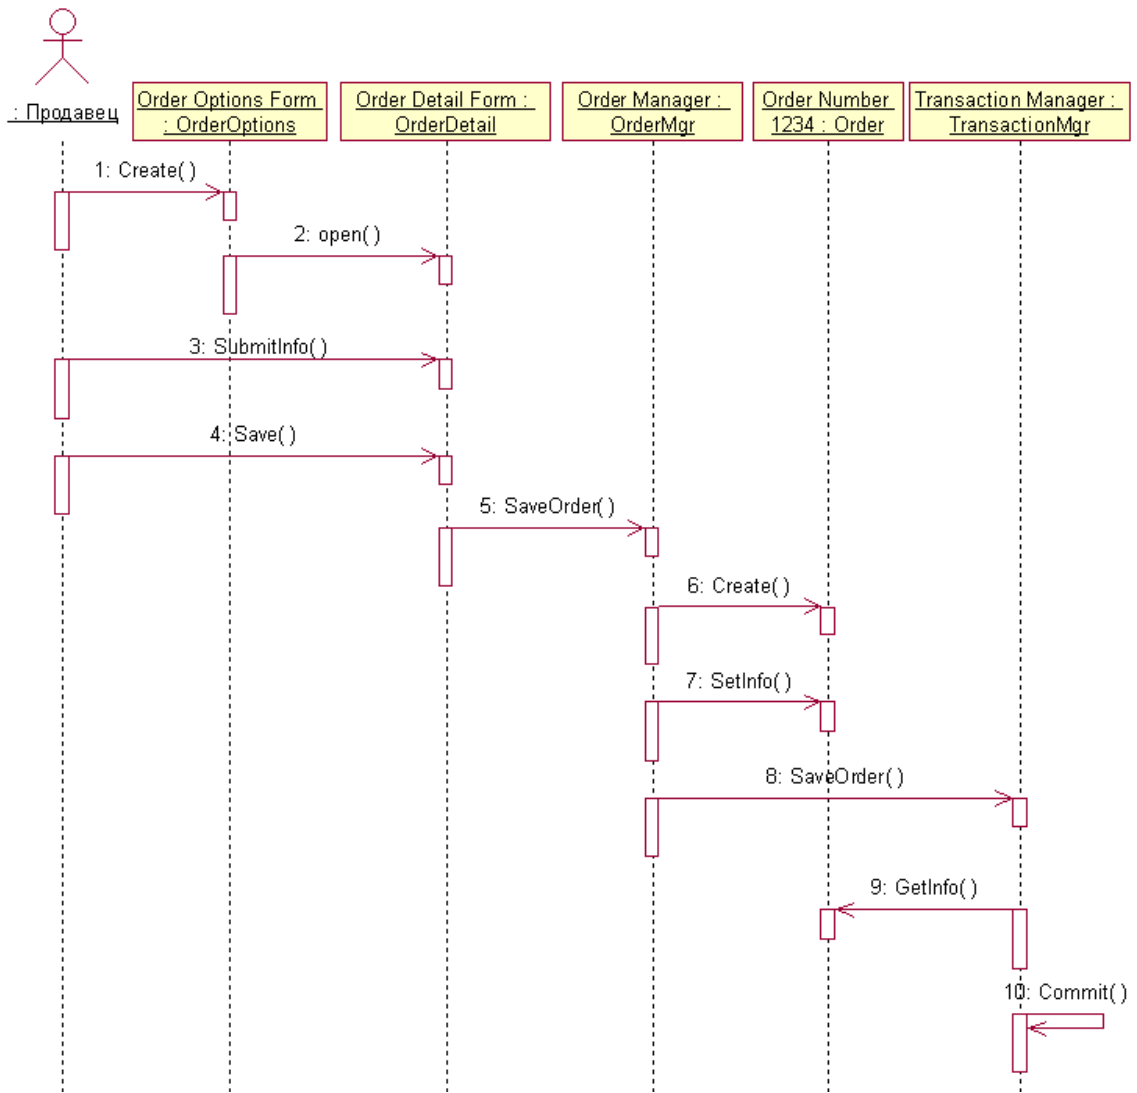 : Продавец
Order Options Form
: OrderOptions
Order Detail Form :
OrderDetail
Order Manager :
OrderMgr
Order Number
1234 : Order
Transaction Manager :
TransactionMgr
1: Create( )
2: open( )
3: SubmitInfo( )
4: Save( )
5: SaveOrder( )
6: Create( )
7: SetInfo( )
8: SaveOrder( )
9: GetInfo( )
10: Commit( )